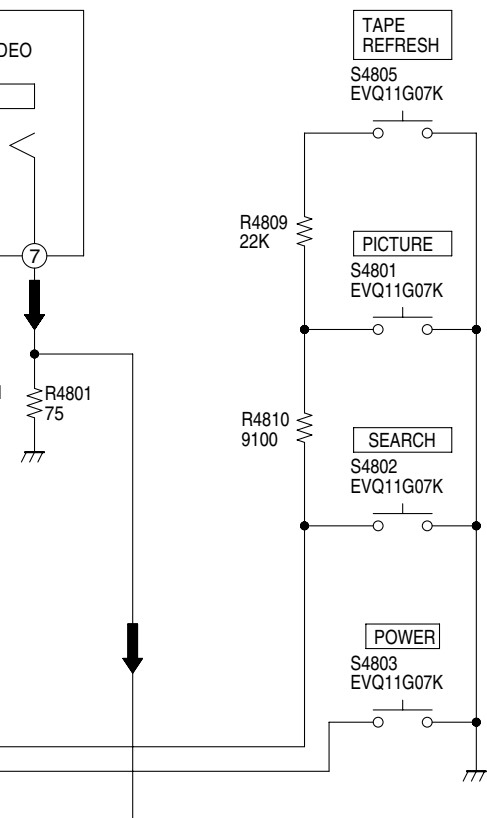 DEO
7
R4801
75
TAPE
REFRESH
S4805
EVQ11G07K
R4809
22K
PICTURE
S4801
EVQ11G07K
R4810
9100
SEARCH
S4802
EVQ11G07K
POWER
S4803
EVQ11G07K